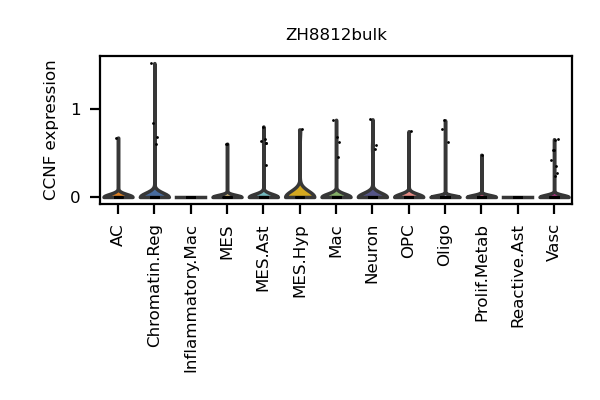 ZH8812bulk
CCNF expression
1
0
AC
Chromatin.Reg
Inflammatory.Mac
MES
MES.Ast
MES.Hyp
Mac
Neuron
OPC
Oligo
Prolif.Metab
Reactive.Ast
Vasc